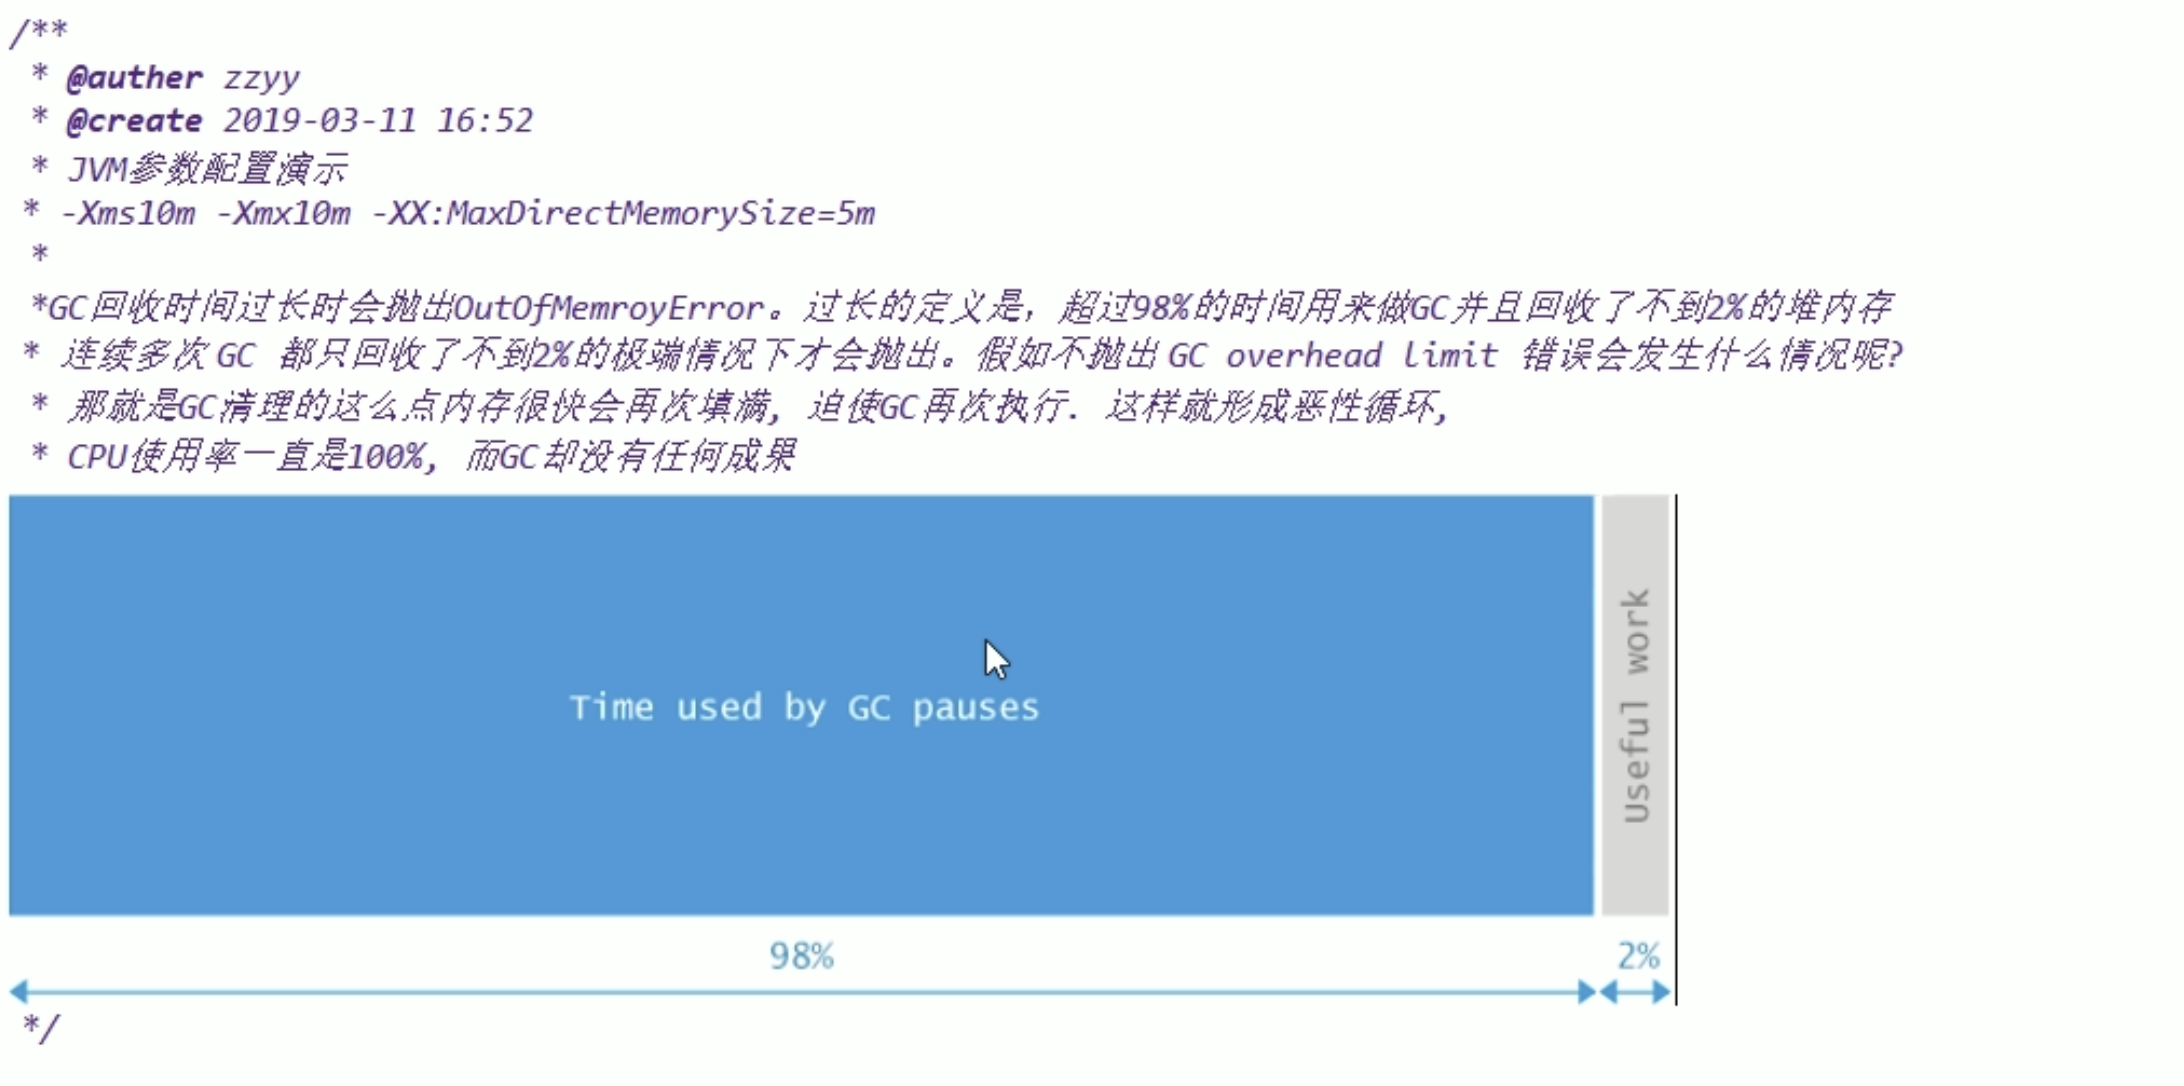 /**
* @auther zzyy
* @create 2019-03-11 16:52
* JVM参数配置演示
* -Xms10m -Xmx10m -XX:MaxDirectMemorySize=5m
*
*GC回收时间过长时会抛出OutOfMemroyError。过长的定义是，超过98%的时间用来做GC并且回收了不到2%的堆内存
* 连续多次 GC 都只回收了不到2%的极端情况下才会抛出。假如不抛出 GC overhead limit 错误会发生什么情况呢?
* 那就是GC清理的这么点内存很快会再次填满, 迫使GC再次执行. 这样就形成恶性循环,
* CPU使用率一直是100%, 而GC却没有任何成果
Time used by GC pauses
useful work
98%
2%
*/